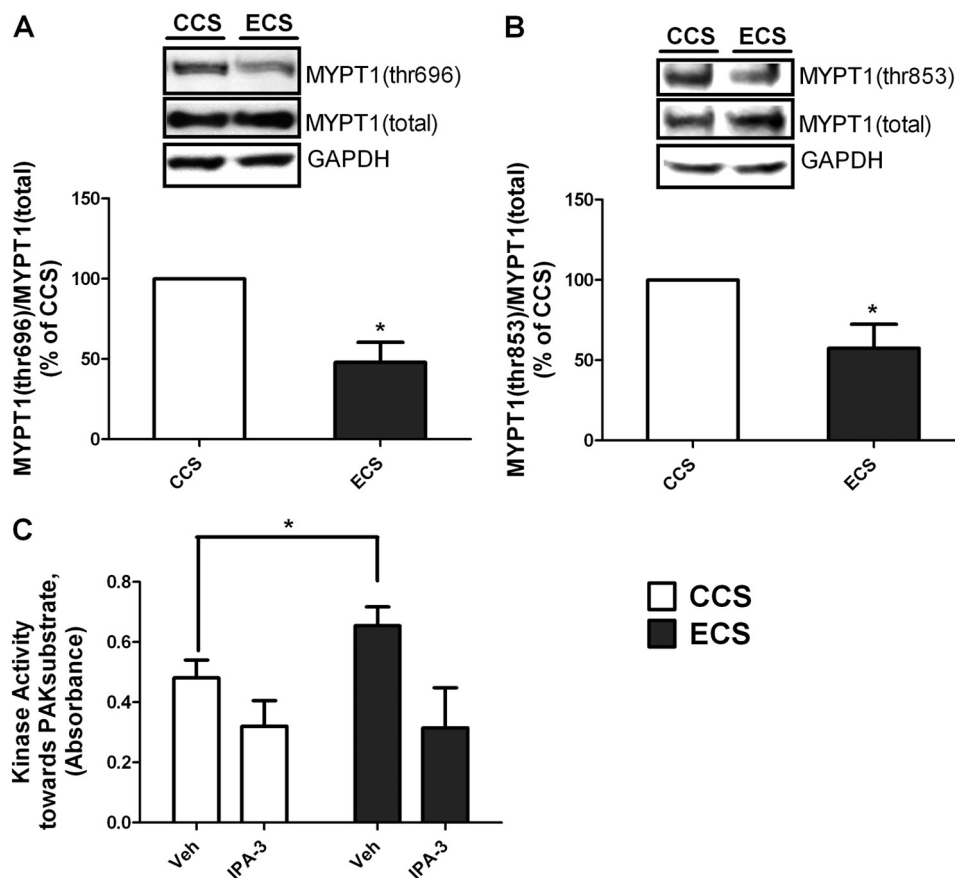 A
CCS ECS
MYPT1(thr696)
MYPT1(total)
GAPDH
MYPT1(thr696)/MYPT1(total)
(% of CCS)
150
100
50
0
CCS
ECS
*
B
CCS ECS
MYPT1(thr853)
MYPT1(total)
GAPDH
MYPT1(thr853)/MYPT1(total)
(% of CCS)
150
100
50
0
CCS
ECS
*
C
*
Kinase Activity
towards PAKsubstrate,
(Absorbance)
0.8
0.6
0.4
0.2
0.0
Veh
IPA-3
Veh
IPA-3
CCS
ECS